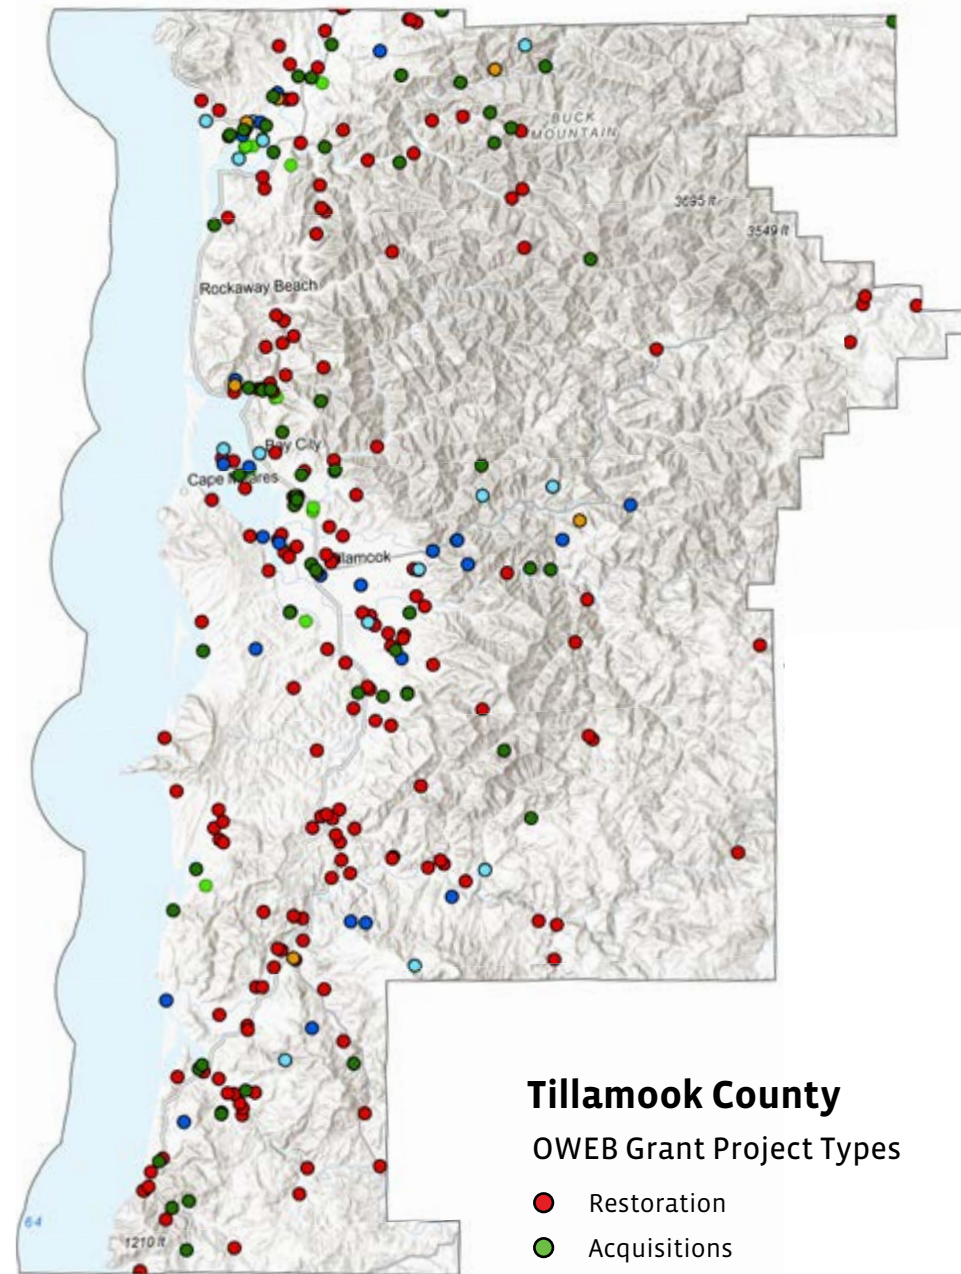 BUCK
MOUNTAIN
3695 ft
3549 ft
Rockaway Beach
Bay City
Cape
Tillamook County
OWEB Grant Project Types
Restoration
64
1210 ft
Acquisitions